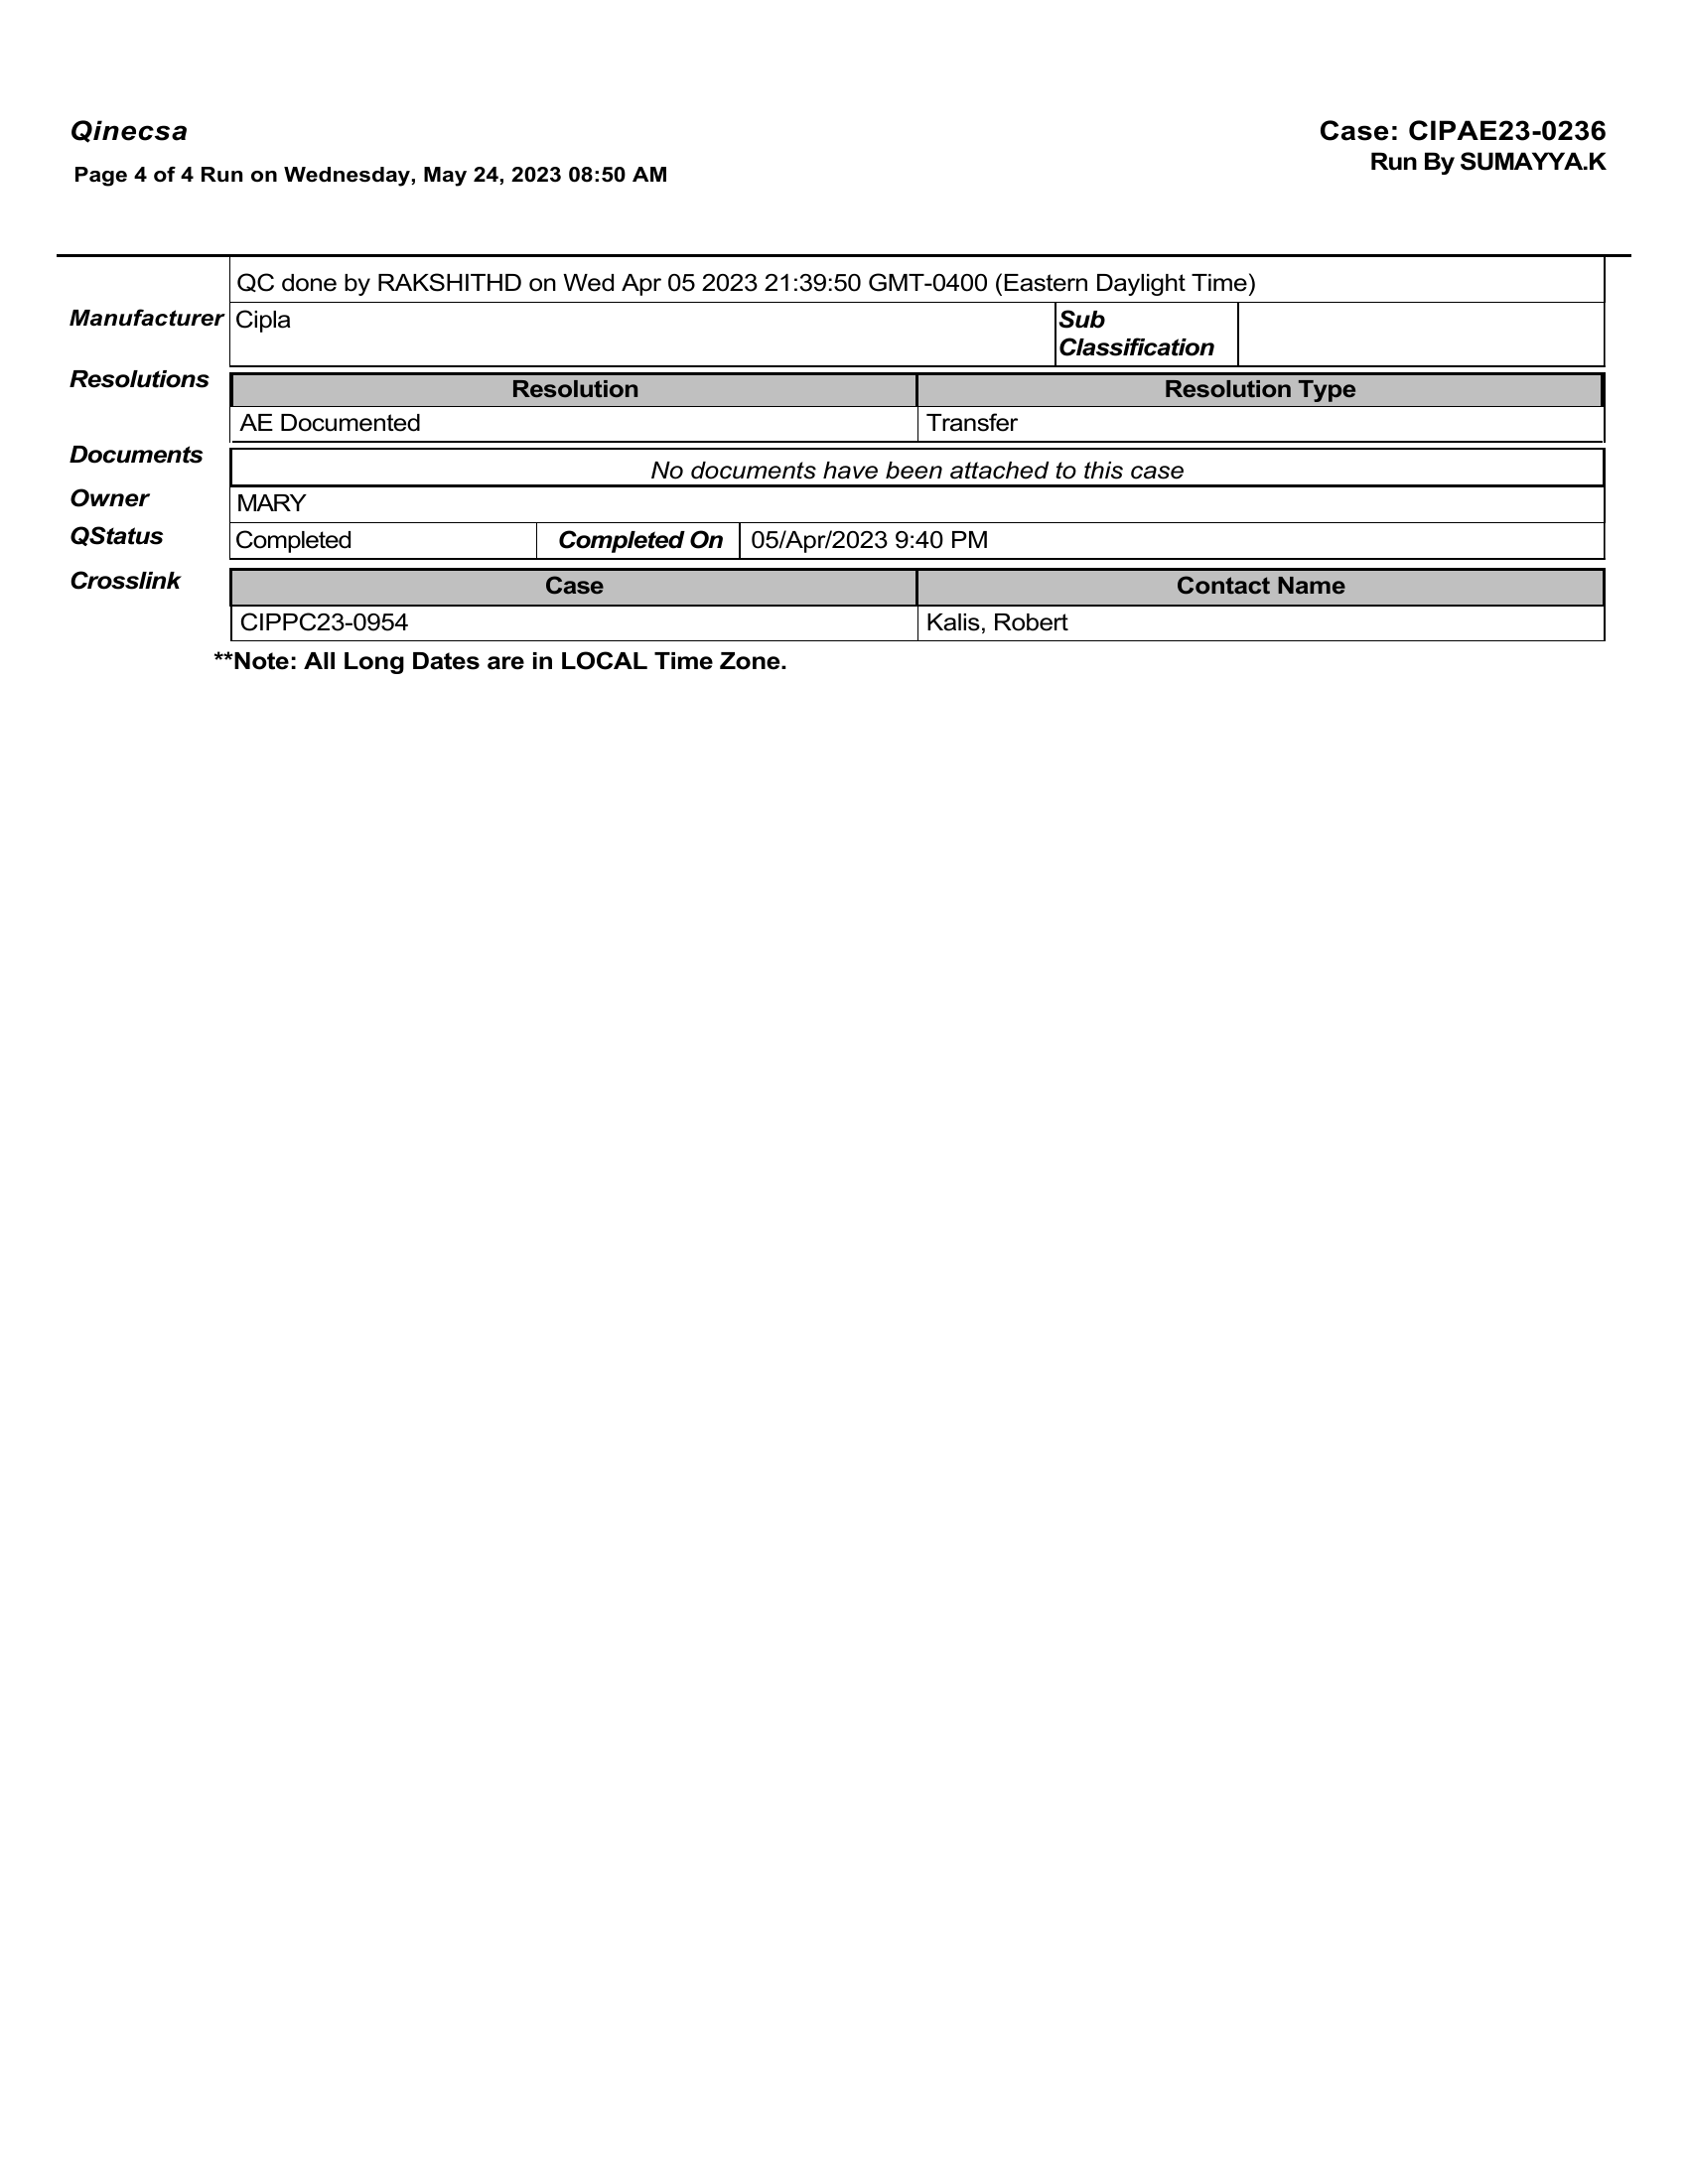 Qinecsa
Case: CIPAE23-0236
Page 4 of 4 Run on Wednesday, May 24, 2023 08:50 AM
Run By SUMAYYA.K
QC done by RAKSHITHD on Wed Apr 05 2023 21:39:50 GMT-0400 (Eastern Daylight Time)
Manufacturer Cipla Sub
Classification
Resolutions
Resolution Resolution Type
AE Documented Transfer
Documents
No documents have been attached to this case
Owner MARY
QStatus Completed Completed On 05/Apr/2023 9:40 PM
Crosslink
Case Contact Name
CIPPC23-0954 Kalis, Robert
**Note: All Long Dates are in LOCAL Time Zone.